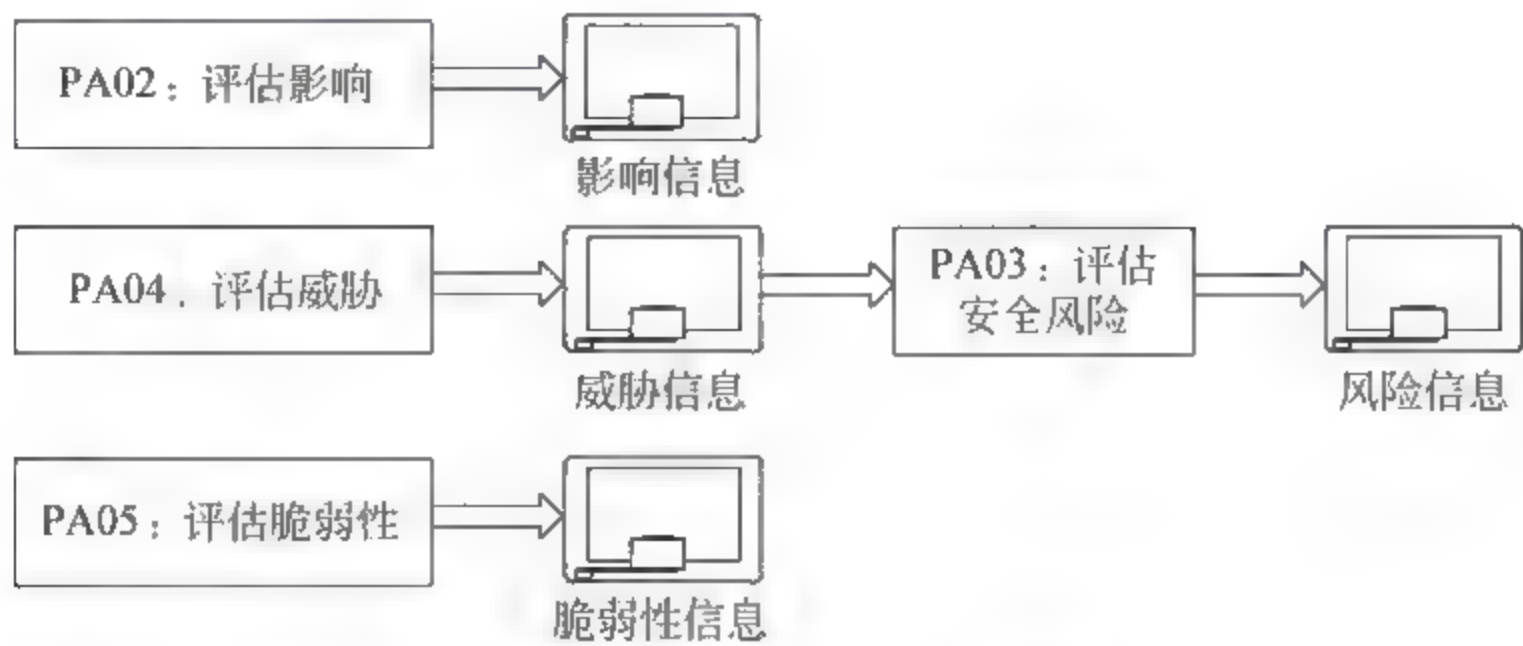 PA02：评估影响
影响信息
PA04：评估威胁
威胁信息
PA03：评估
安全风险
风险信息
PA05：评估脆弱性
脆弱性信息